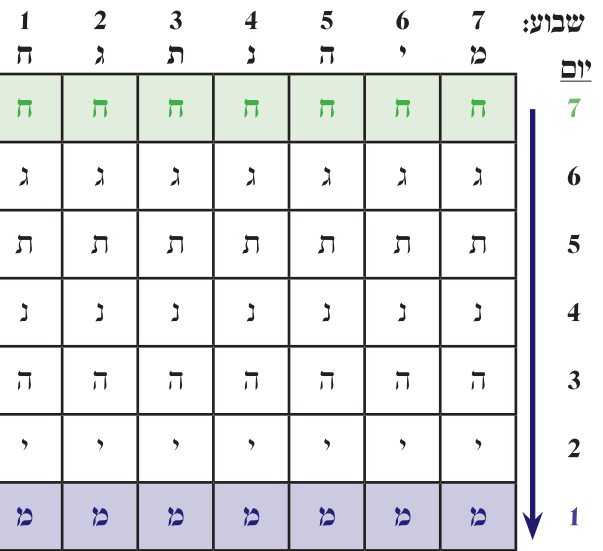 שבוע: 7 6 5 4 3 2 1
יום מ י ה נ ת ג ח
7 ח ח ח ח ח ח ח
6 ג ג ג ג ג ג ג
5 ת ת ת ת ת ת ת
4 נ נ נ נ נ נ נ
3 ה ה ה ה ה ה ה
2 י י י י י י י
1 מ מ מ מ מ מ מ